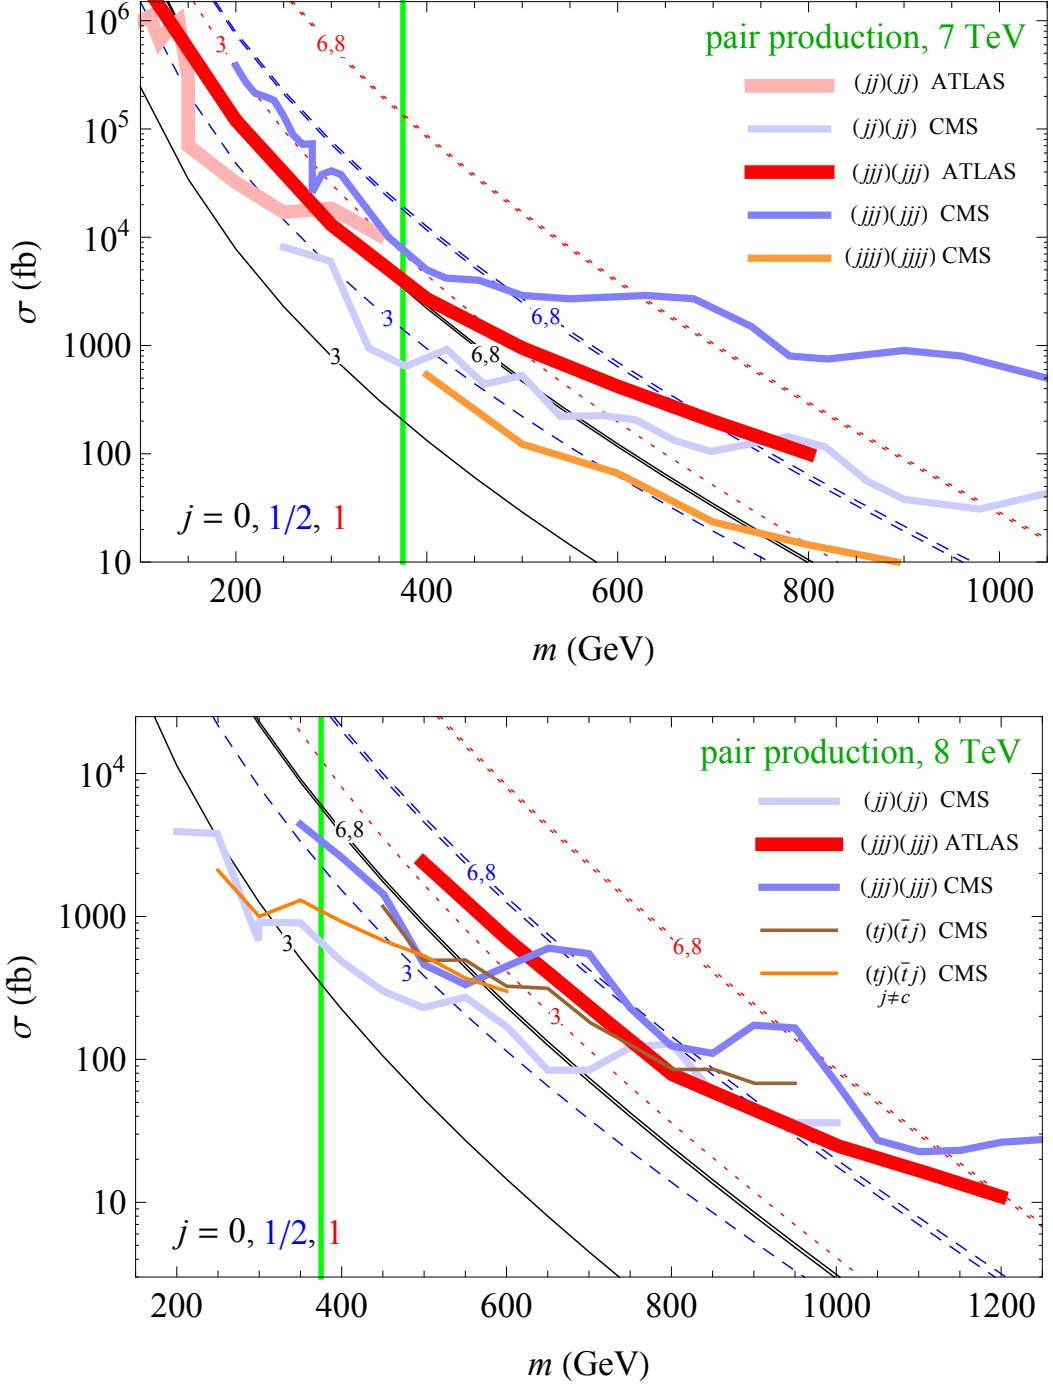 pair production, 7 TeV
(jj)(jj) ATLAS
(jj)(jj) CMS
(jjj)(jjj) ATLAS
(jjj)(jjj) CMS
(jjjj)(jjjj) CMS
3
6,8
3
6,8
3
6,8
j = 0, 1/2, 1
10^6
10^5
10^4
1000
100
10
σ (fb)
200 400 600 800 1000
m (GeV)
pair production, 8 TeV
(jj)(jj) CMS
(jjj)(jjj) ATLAS
(jjj)(jjj) CMS
(tj)(t̄j) CMS
(tj)(t̄j) CMS
j≠c
6,8
6,8
6,8
3
3
3
j = 0, 1/2, 1
10^4
1000
100
10
σ (fb)
200 400 600 800 1000 1200
m (GeV)